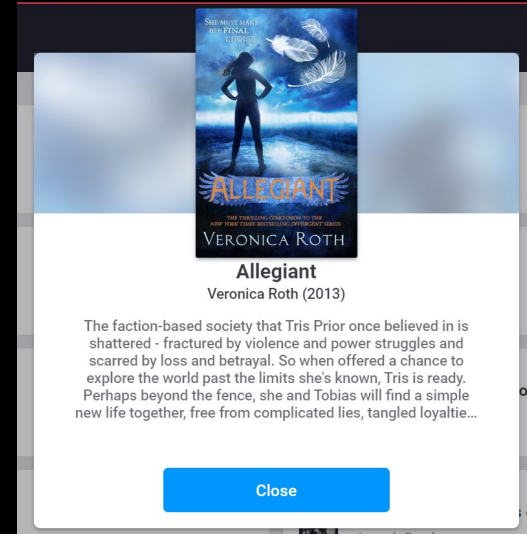 SHE MUST MAKE
HER FINAL
CHOICE
ALLEGIANT
THE THRILLING CONCLUSION TO THE
NEW YORK TIMES BESTSELLING DIVERGENT SERIES
VERONICA ROTH
Allegiant
Veronica Roth (2013)
The faction-based society that Tris Prior once believed in is
shattered - fractured by violence and power struggles and
scarred by loss and betrayal. So when offered a chance to
explore the world past the limits she's known, Tris is ready.
Perhaps beyond the fence, she and Tobias will find a simple
new life together, free from complicated lies, tangled loyaltie...
Close